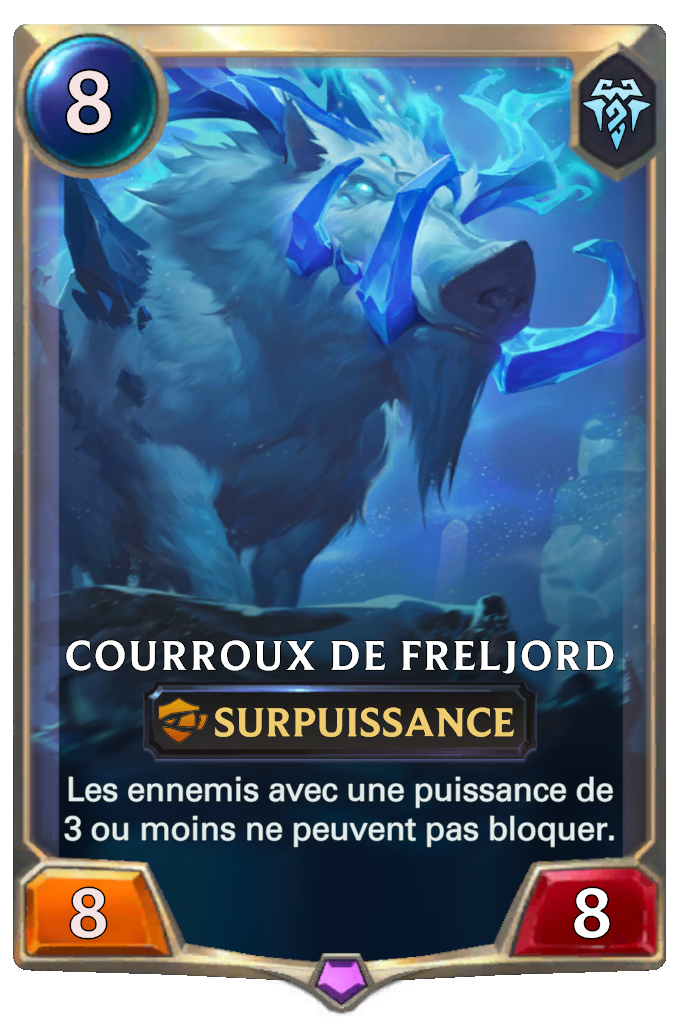 8
COURROUX DE FRELJORD
SURPUISSANCE
Les ennemis avec une puissance de
3 ou moins ne peuvent pas bloquer.
8 8